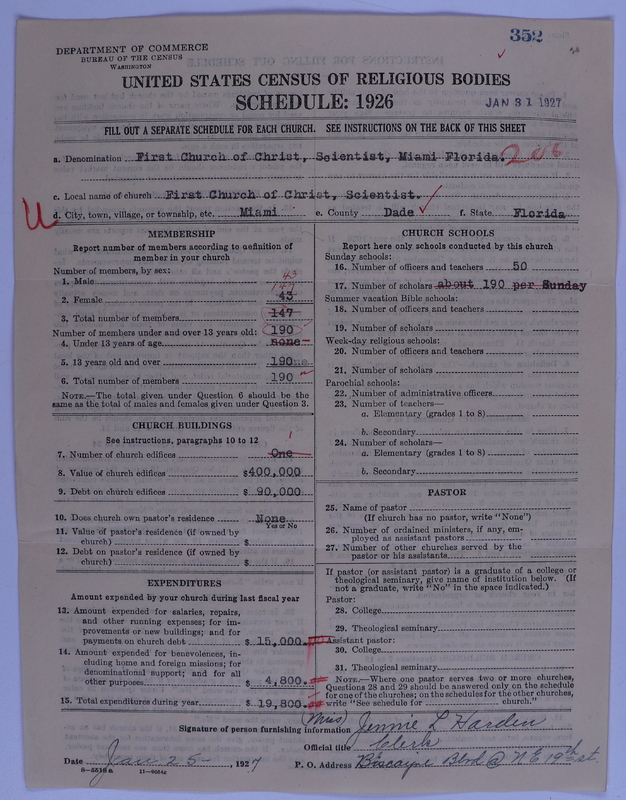 352
DEPARTMENT OF COMMERCE
BUREAU OF THE CENSUS
WASHINGTON
UNITED STATES CENSUS OF RELIGIOUS BODIES
SCHEDULE: 1926
JAN 31 1927
FILL OUT A SEPARATE SCHEDULE FOR EACH CHURCH. SEE INSTRUCTIONS ON THE BACK OF THIS SHEET
a. Denomination First Church of Christ, Scientist, Miami Florida. 206
c. Local name of church First Church of Christ, Scientist.
d. City, town, village, or township, etc. Miami e. County Dade f. State Florida
MEMBERSHIP
Report number of members according to definition of
member in your church
Number of members, by sex:
1. Male 43
2. Female 147 43
3. Total number of members 147
Number of members under and over 13 years old: 190
4. Under 13 years of age none
5. 13 years old and over 190
6. Total number of members 190
NOTE.—The total given under Question 6 should be the
same as the total of males and females given under Question 3.
CHURCH BUILDINGS
See instructions, paragraphs 10 to 12
7. Number of church edifices One 1
8. Value of church edifices $400,000
9. Debt on church edifices $ 90,000
10. Does church own pastor's residence None
Yes or No
11. Value of pastor's residence (if owned by
church) $
12. Debt on pastor's residence (if owned by
church) $
EXPENDITURES
Amount expended by your church during last fiscal year
13. Amount expended for salaries, repairs,
and other running expenses; for im-
provements or new buildings; and for
payments on church debt $ 15,000.
14. Amount expended for benevolences, in-
cluding home and foreign missions; for
denominational support; and for all
other purposes $ 4,800.
15. Total expenditures during year $ 19,800.
CHURCH SCHOOLS
Report here only schools conducted by this church
Sunday schools:
16. Number of officers and teachers 50
17. Number of scholars about 190 per Sunday
Summer vacation Bible schools:
18. Number of officers and teachers
19. Number of scholars
Week-day religious schools:
20. Number of officers and teachers
21. Number of scholars
Parochial schools:
22. Number of administrative officers
23. Number of teachers—
a. Elementary (grades 1 to 8)
b. Secondary
24. Number of scholars—
a. Elementary (grades 1 to 8)
b. Secondary
PASTOR
25. Name of pastor
(If church has no pastor, write "None")
26. Number of ordained ministers, if any, em-
ployed as assistant pastors
27. Number of other churches served by the
pastor or his assistants
If pastor (or assistant pastor) is a graduate of a college or
theological seminary, give name of institution below. (If
not a graduate, write "No" in the space indicated.)
Pastor:
28. College
29. Theological seminary
Assistant pastor:
30. College
31. Theological seminary
NOTE.—Where one pastor serves two or more churches,
Questions 28 and 29 should be answered only on the schedule
for one of the churches; on the schedules for the other churches,
write "See schedule for church."
Signature of person furnishing information (Miss) Jennie L Harden
Official title Clerk
Date Jan 25- , 1927 P. O. Address Biscayne Blvd @ N.E 19th St.